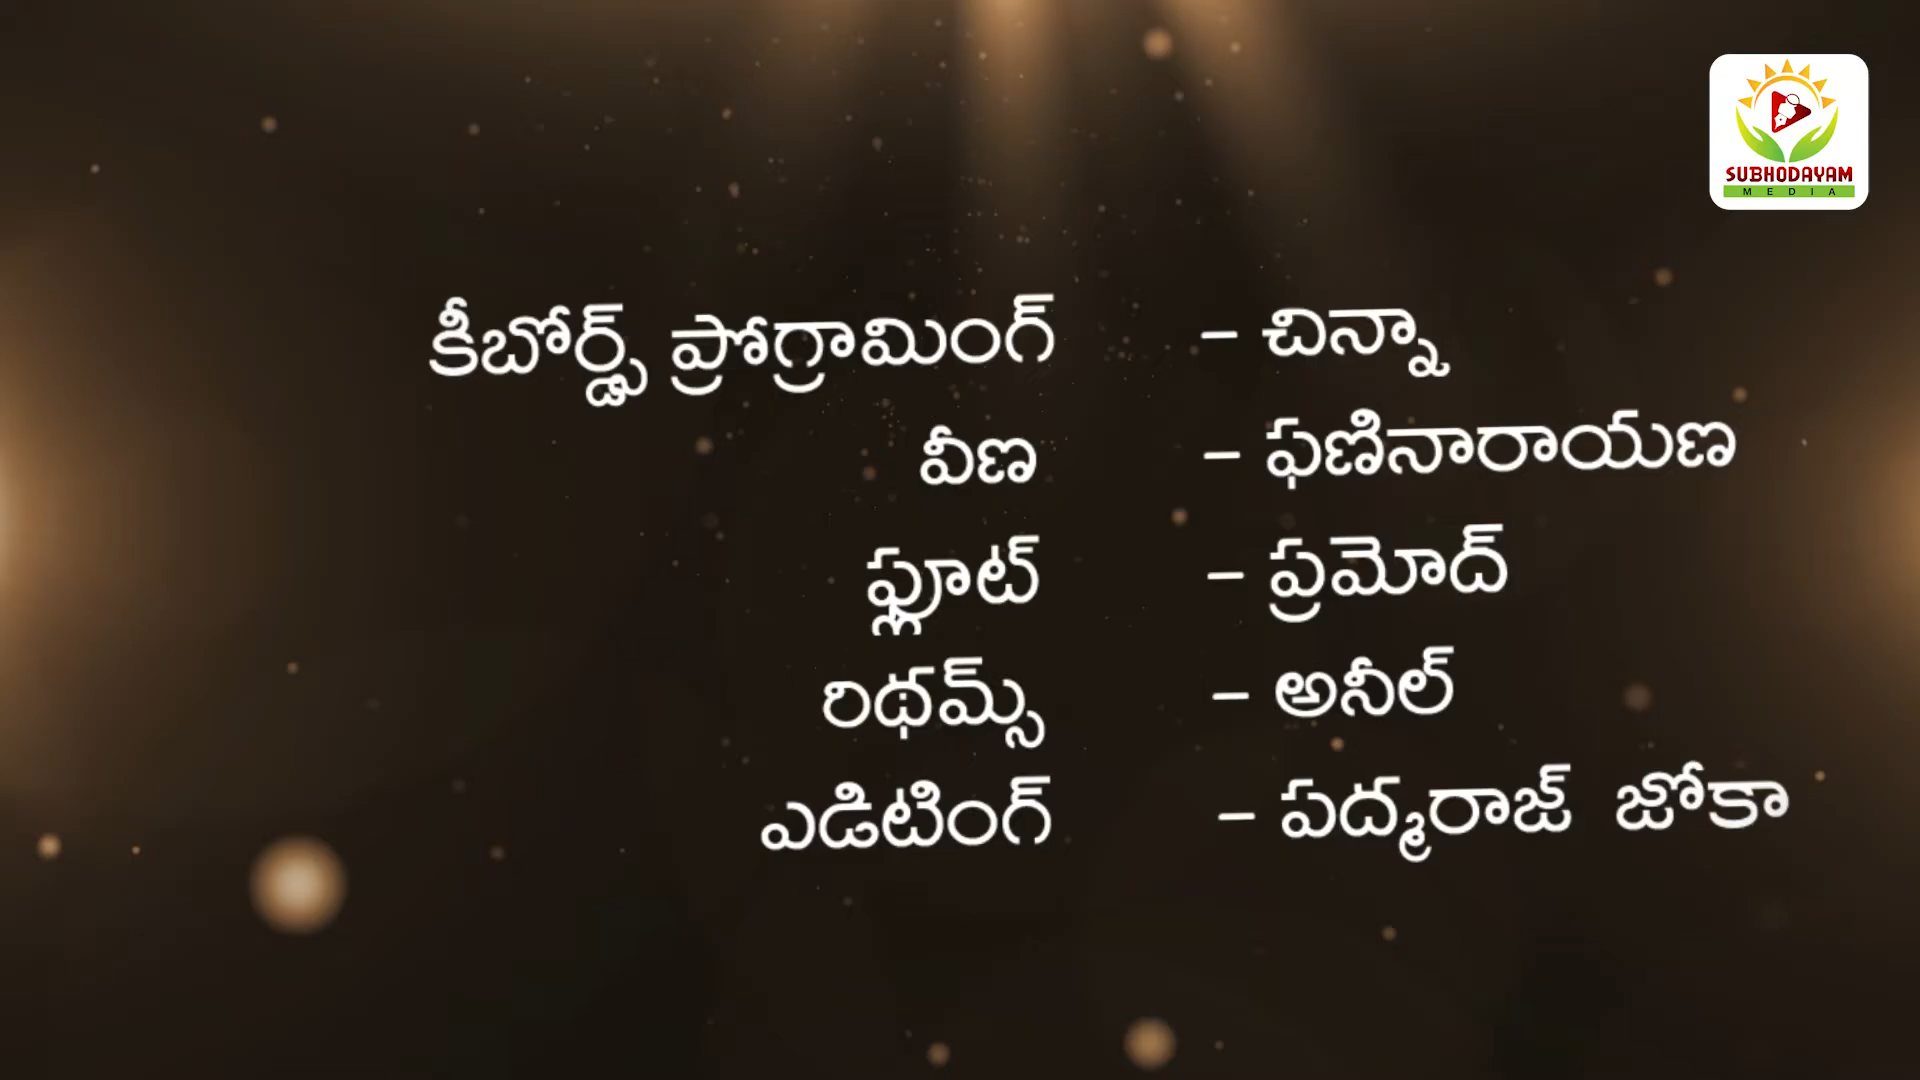 SUBHODAYAM
MEDIA
కీబోర్డ్స్ ప్రోగ్రామింగ్ – చిన్నా
వీణ – ఫణినారాయణ
ఫ్లూట్ – ప్రమోద్
రిథమ్స్ – అనీల్
ఎడిటింగ్ – పద్మరాజ్ జోకా